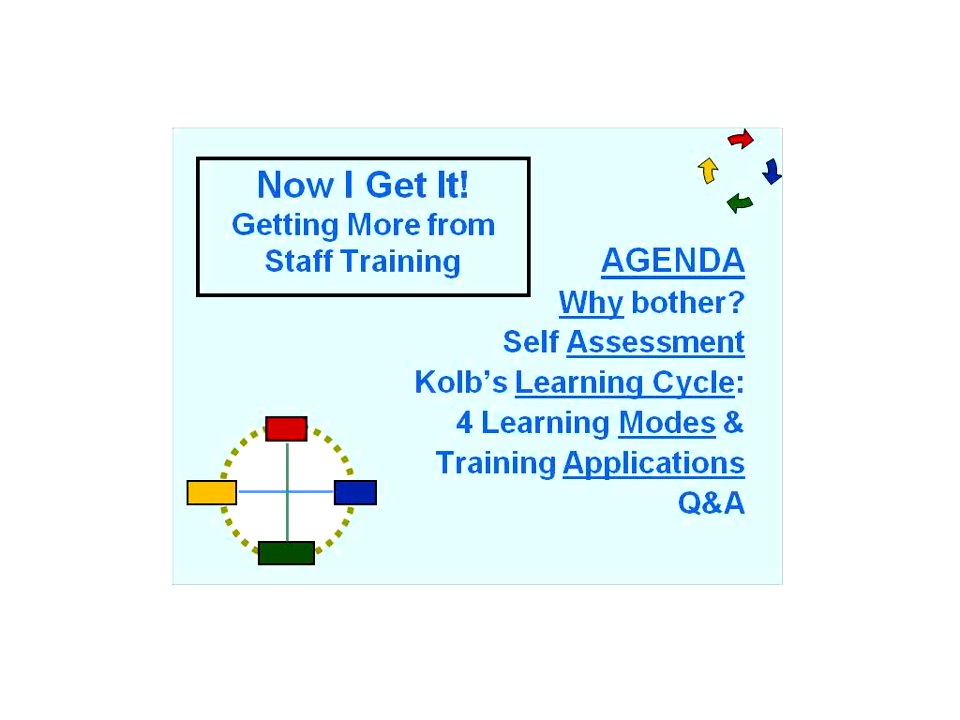 Now I Get It!
Getting More from
Staff Training
AGENDA
Why bother?
Self Assessment
Kolb's Learning Cycle:
4 Learning Modes &
Training Applications
Q&A